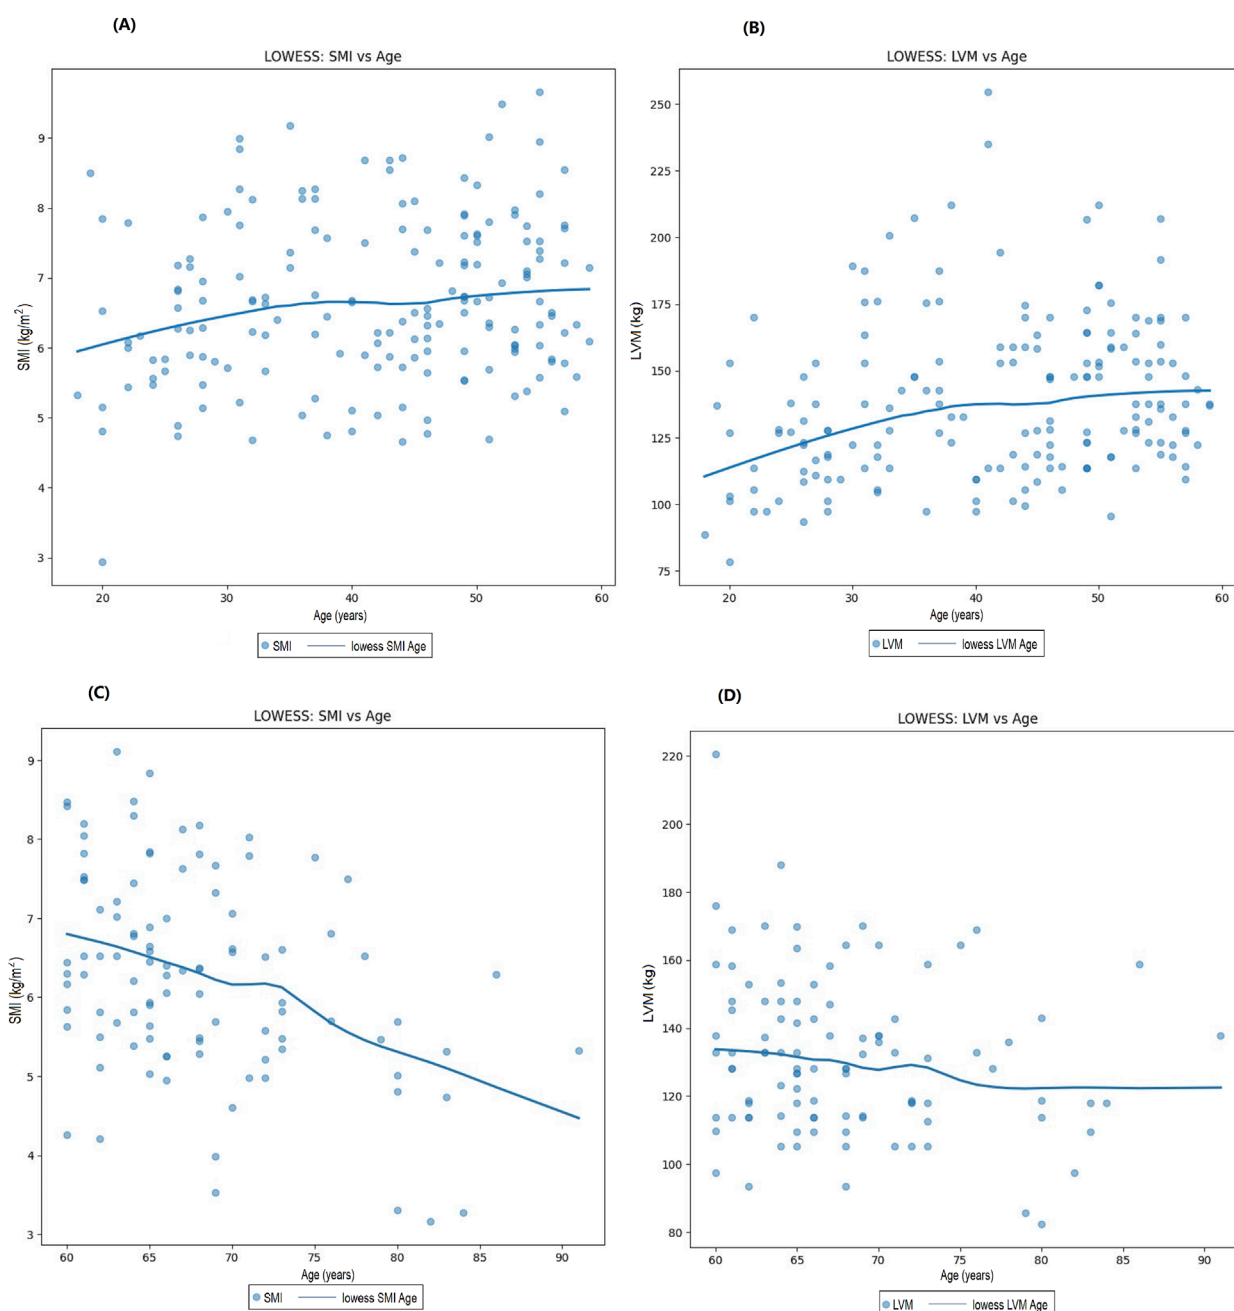 (A)
LOWESS: SMI vs Age
SMI (kg/m²)
9
8
7
6
5
4
3
20 30 40 50 60
Age (years)
SMI lowess SMI Age
(B)
LOWESS: LVM vs Age
LVM (kg)
250
225
200
175
150
125
100
75
20 30 40 50 60
Age (years)
LVM lowess LVM Age
(C)
LOWESS: SMI vs Age
SMI (kg/m²)
9
8
7
6
5
4
3
60 65 70 75 80 85 90
Age (years)
SMI lowess SMI Age
(D)
LOWESS: LVM vs Age
LVM (kg)
220
200
180
160
140
120
100
80
60 65 70 75 80 85 90
Age (years)
LVM lowess LVM Age